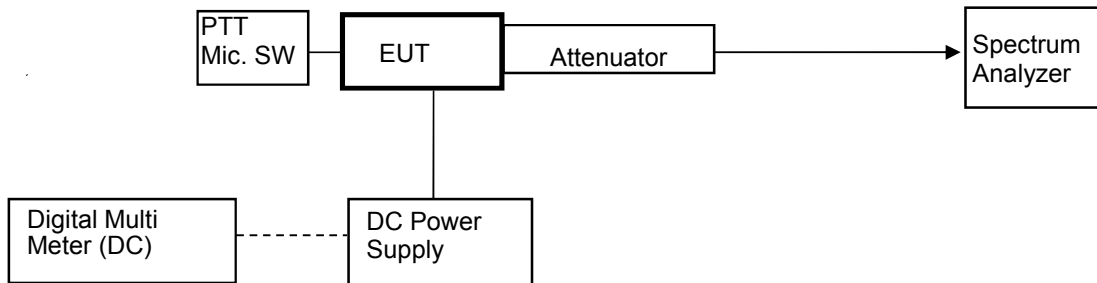 PTT
Mic. SW
EUT
Attenuator
Spectrum
Analyzer
Digital Multi
Meter (DC)
DC Power
Supply